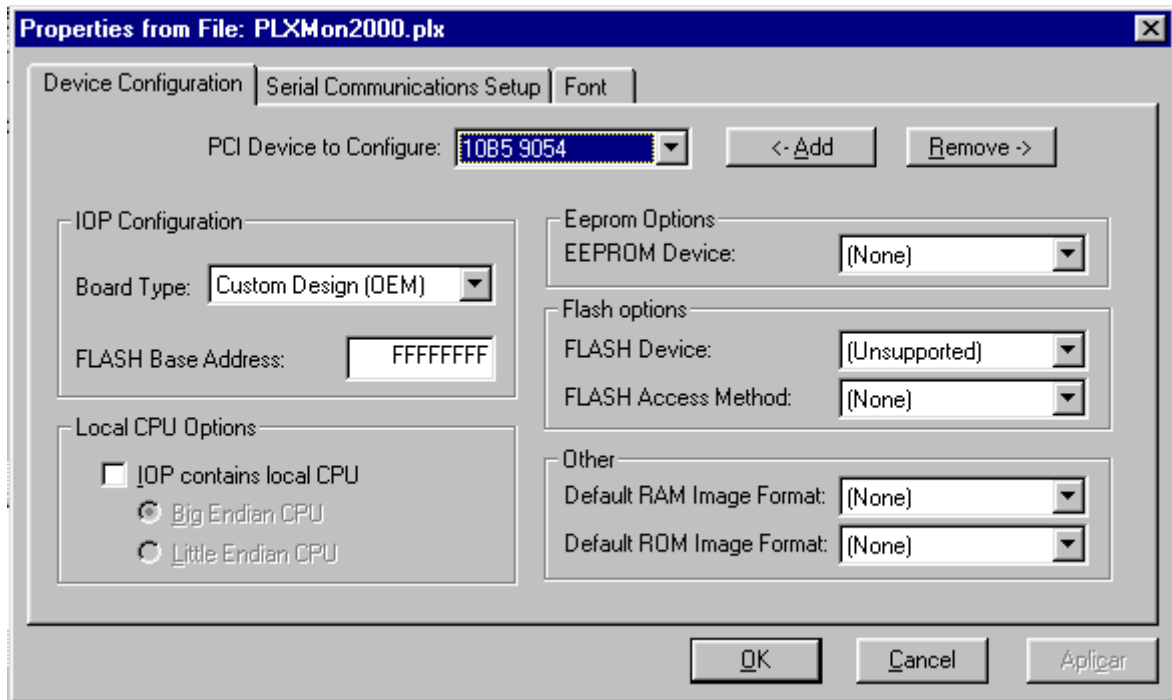 Properties from File: PLXMon2000.plx
Device Configuration
Serial Communications Setup
Font
PCI Device to Configure:
10B5 9054
<- Add
Remove ->
IOP Configuration
Board Type:
Custom Design (OEM)
FLASH Base Address:
FFFFFFFF
Local CPU Options
IOP contains local CPU
Big Endian CPU
Little Endian CPU
Eeprom Options
EEPROM Device:
(None)
Flash options
FLASH Device:
(Unsupported)
FLASH Access Method:
(None)
Other
Default RAM Image Format:
(None)
Default ROM Image Format:
(None)
OK
Cancel
Aplicar